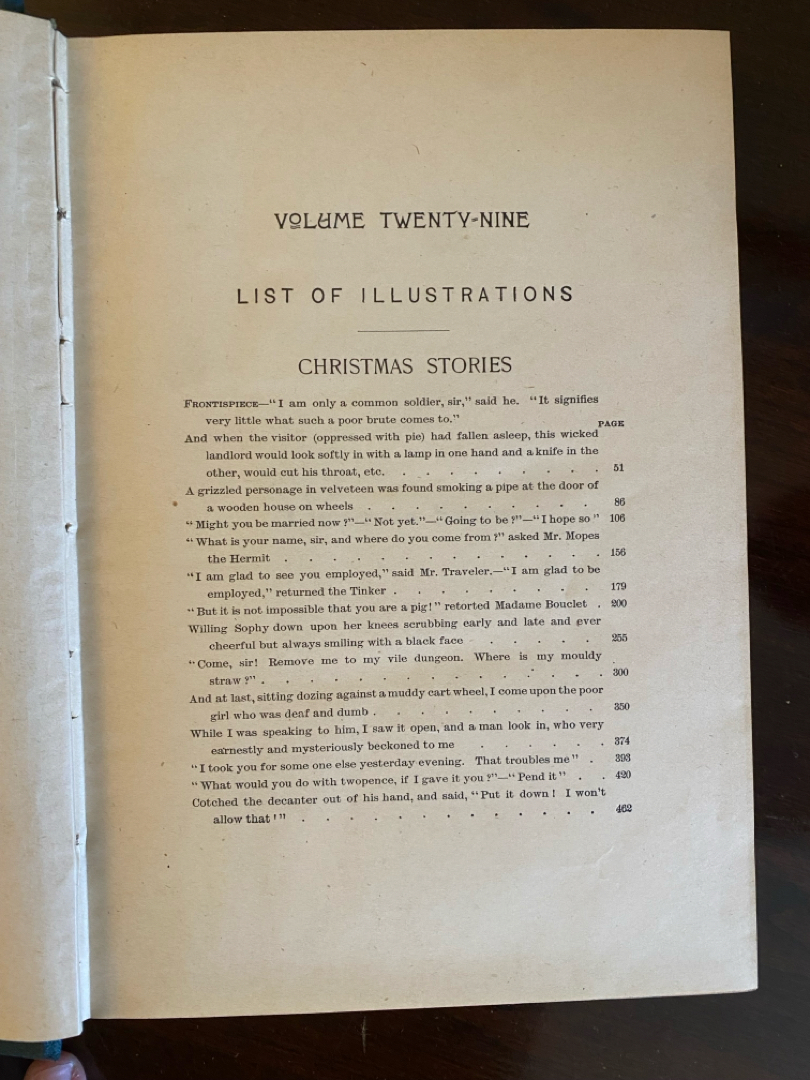 VOLUME TWENTY-NINE
LIST OF ILLUSTRATIONS
CHRISTMAS STORIES
FRONTISPIECE—“I am only a common soldier, sir,” said he. “It signifies
very little what such a poor brute comes to.”
PAGE
And when the visitor (oppressed with pie) had fallen asleep, this wicked
landlord would look softly in with a lamp in one hand and a knife in the
other, would cut his throat, etc. . . . . . . . . . 51
A grizzled personage in velveteen was found smoking a pipe at the door of
a wooden house on wheels . . . . . . . . . . 86
“Might you be married now?”—“Not yet.”—“Going to be?”—“I hope so” 106
“What is your name, sir, and where do you come from?” asked Mr. Mopes
the Hermit . . . . . . . . . . . . 156
“I am glad to see you employed,” said Mr. Traveler.—“I am glad to be
employed,” returned the Tinker . . . . . . . . 179
“But it is not impossible that you are a pig!” retorted Madame Bouclet . 200
Willing Sophy down upon her knees scrubbing early and late and ever
cheerful but always smiling with a black face . . . . . 255
“Come, sir! Remove me to my vile dungeon. Where is my mouldy
straw?” . . . . . . . . . . . . . . 300
And at last, sitting dozing against a muddy cart wheel, I come upon the poor
girl who was deaf and dumb . . . . . . . . . 350
While I was speaking to him, I saw it open, and a man look in, who very
earnestly and mysteriously beckoned to me . . . . . 374
“I took you for some one else yesterday evening. That troubles me” . 393
“What would you do with twopence, if I gave it you?”—“Pend it” . . 420
Cotched the decanter out of his hand, and said, “Put it down! I won't
allow that!” . . . . . . . . . . . . 462